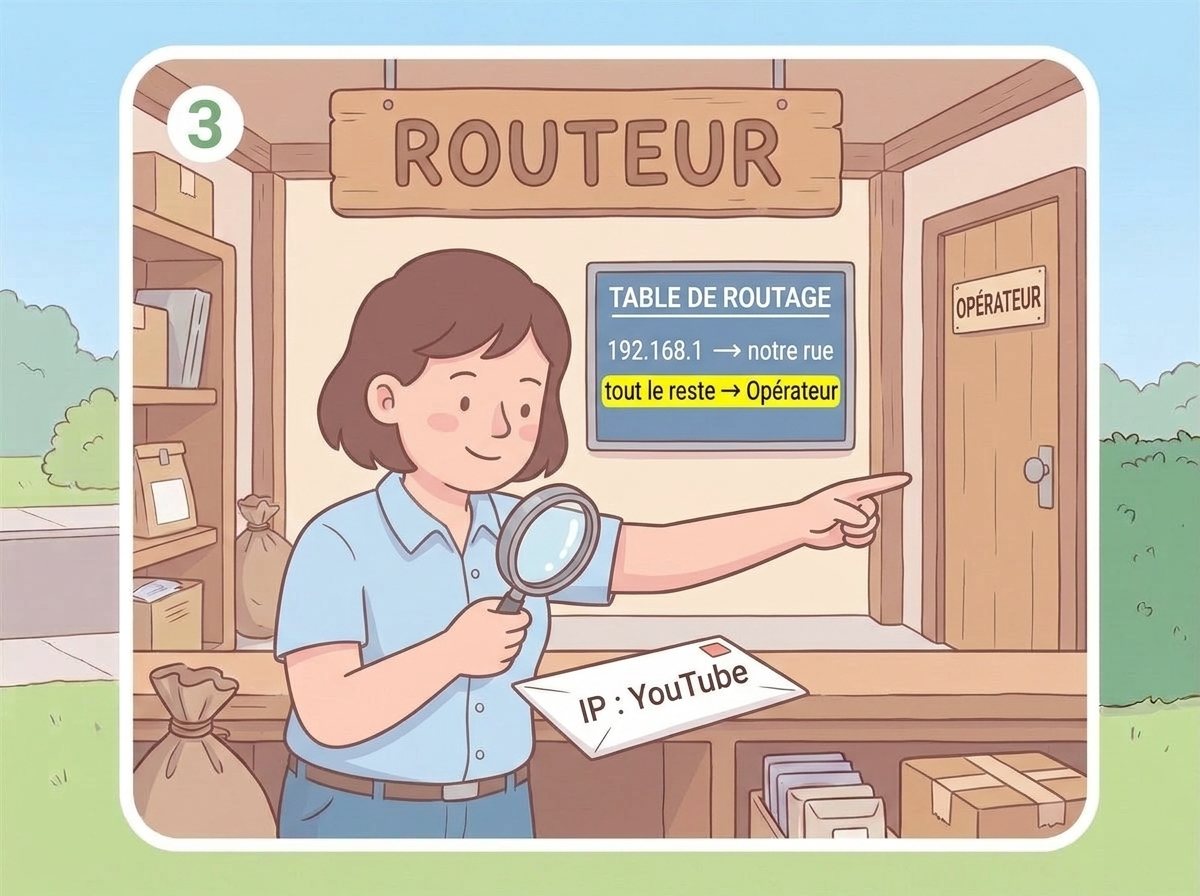 3
ROUTEUR
TABLE DE ROUTAGE
192.168.1 → notre rue
tout le reste → Opérateur
OPÉRATEUR
IP : YouTube